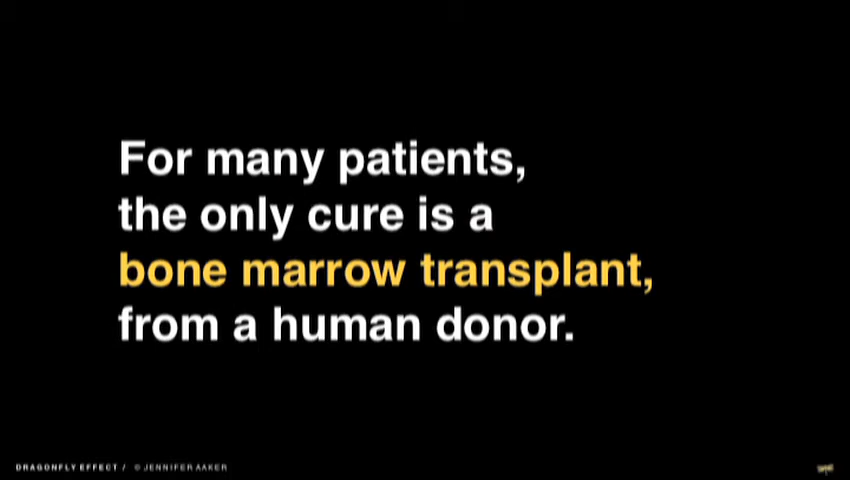 For many patients,
the only cure is a
bone marrow transplant,
from a human donor.
DRAGONFLY EFFECT / © JENNIFER AAKER